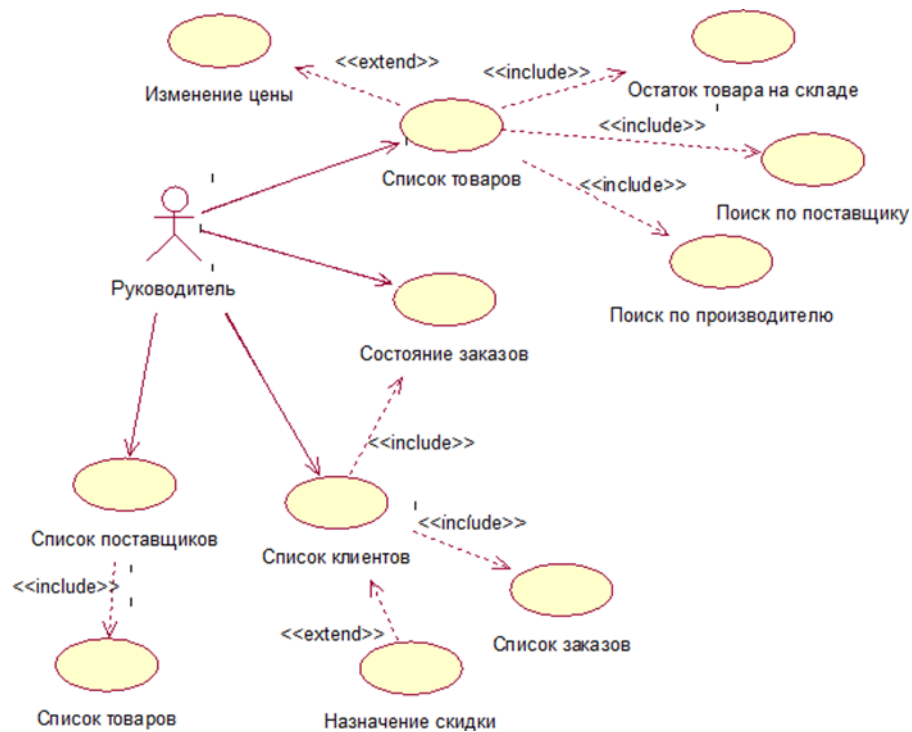 <<extend>>
<<include>>
Изменение цены
Остаток товара на складе
<<include>>
Список товаров
<<include>>
Поиск по поставщику
Руководитель
Поиск по производителю
Состояние заказов
<<include>>
<<include>>
Список поставщиков
Список клиентов
<<include>>
<<extend>>
Список заказов
Список товаров
Назначение скидки